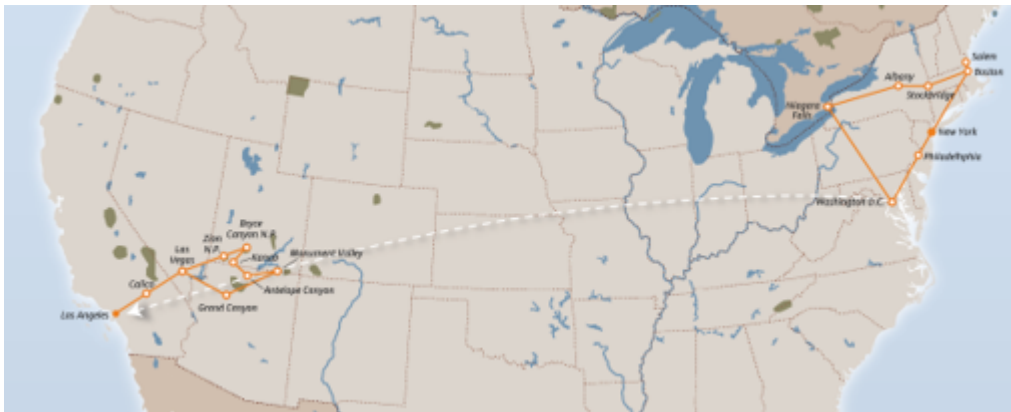 Salem
Boston
Albany
Stockbridge
Niagara
Falls
New York
Philadelhphia
Washington D.C.
Bryce
Canyon N.P.
Zion
N.P.
Kanab
Monument Valley
Las
Vegas
Antelope Canyon
Calico
Grand Canyon
Los Angeles